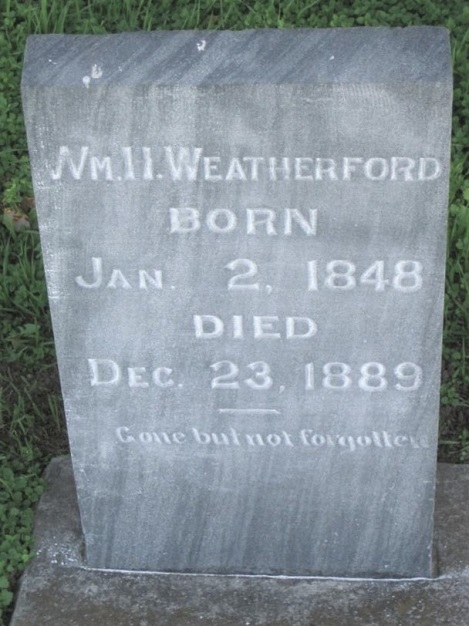 Wm. H. Weatherford
BORN
Jan. 2, 1848
DIED
Dec. 23, 1889
Gone but not forgotten